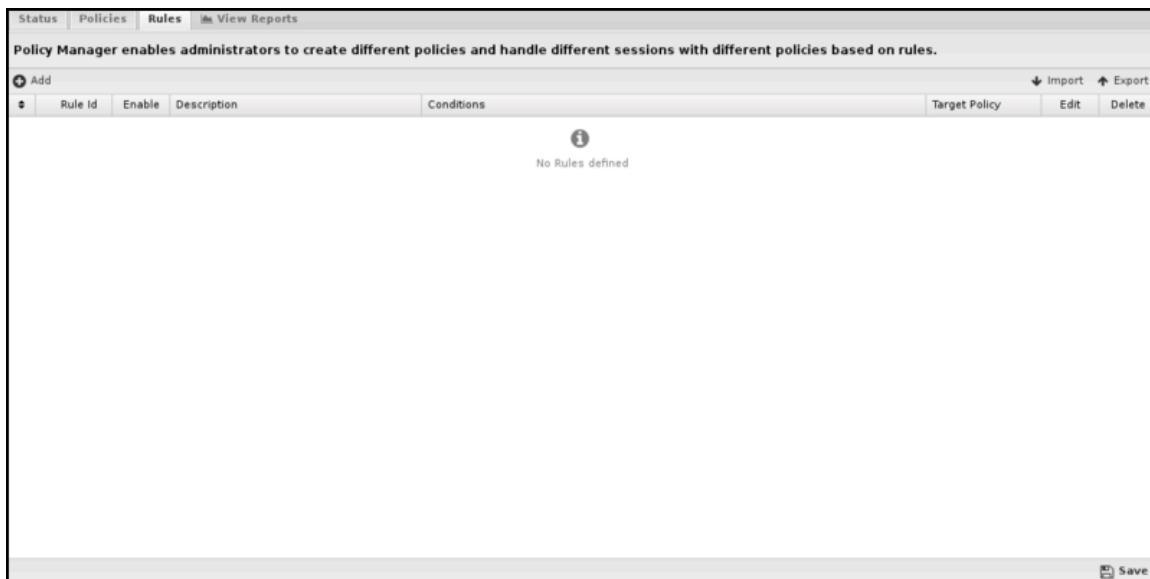 Status Policies Rules View Reports
Policy Manager enables administrators to create different policies and handle different sessions with different policies based on rules.
Add Import Export
Rule Id Enable Description Conditions Target Policy Edit Delete
No Rules defined
Save